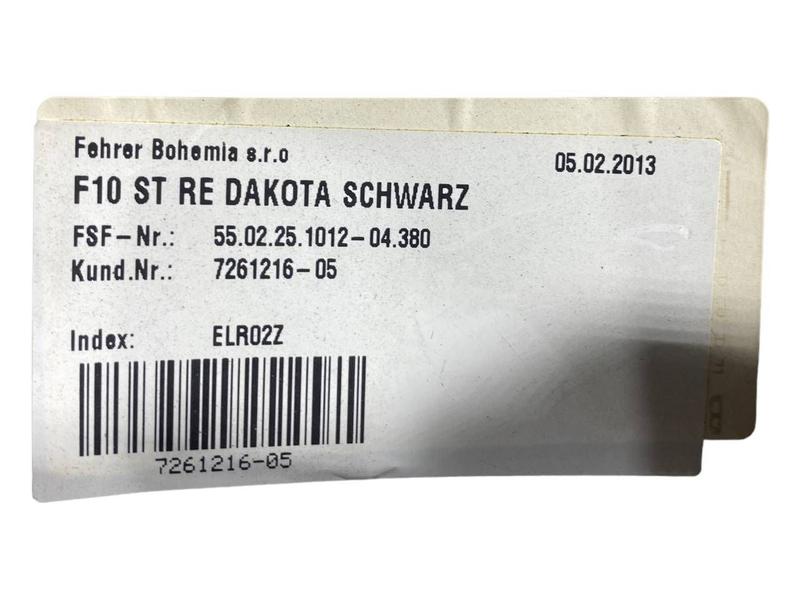 Fehrer Bohemia s.r.o
05.02.2013
F10 ST RE DAKOTA SCHWARZ
FSF-Nr.: 55.02.25.1012-04.380
Kund.Nr.: 7261216-05
Index: ELR02Z
7261216-05